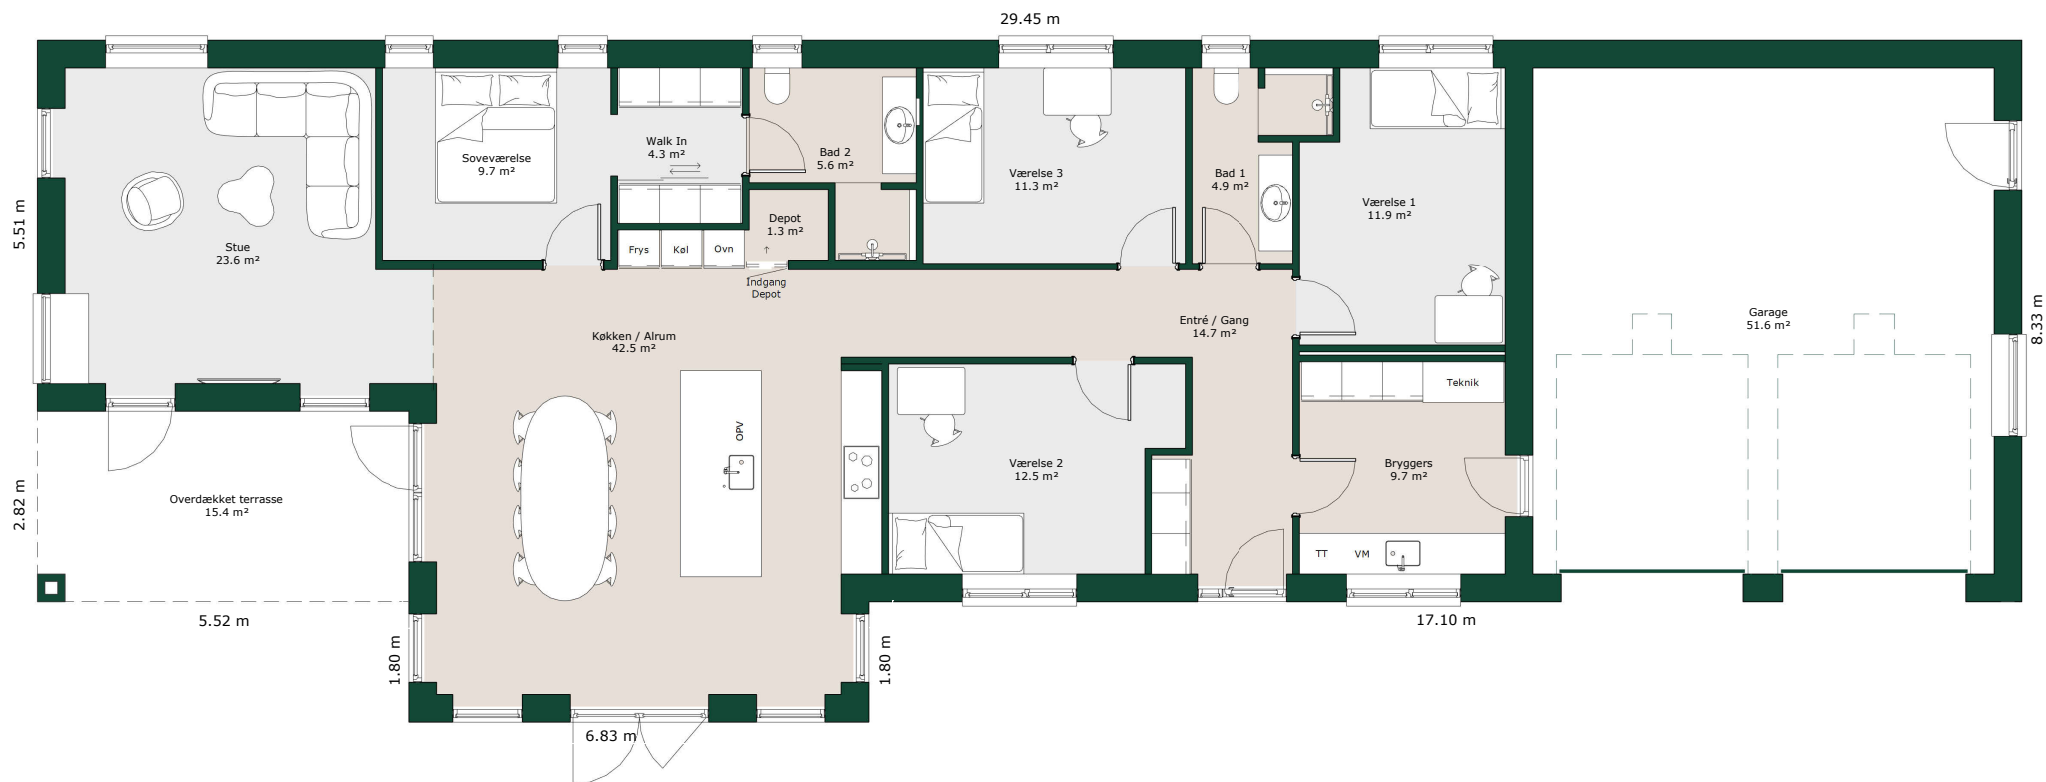 29.45 m
Soveværelse
9.7 m²
Walk In
4.3 m²
Bad 2
5.6 m²
Værelse 3
11.3 m²
Bad 1
4.9 m²
Værelse 1
11.9 m²
5.51 m
Stue
23.6 m²
Frys
Køl
Ovn
Depot
1.3 m²
Indgang
Depot
Køkken / Alrum
42.5 m²
Entré / Gang
14.7 m²
Garage
51.6 m²
8.33 m
Teknik
OPV
Værelse 2
12.5 m²
Bryggers
9.7 m²
Overdækket terrasse
15.4 m²
2.82 m
TT
VM
5.52 m
17.10 m
1.80 m
1.80 m
6.83 m